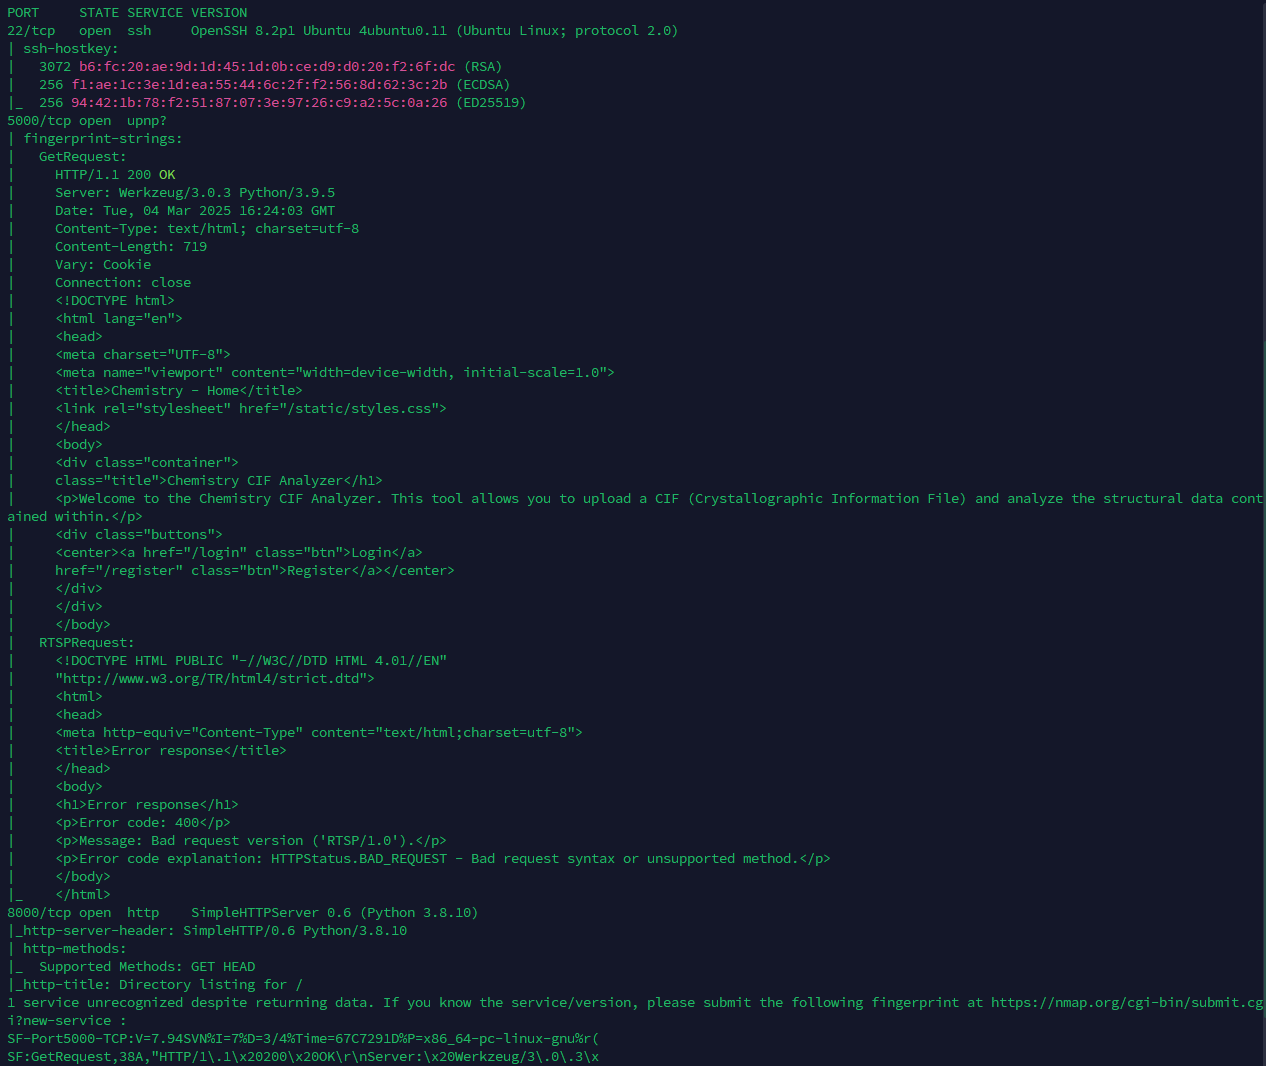 PORT     STATE SERVICE VERSION
22/tcp   open  ssh     OpenSSH 8.2p1 Ubuntu 4ubuntu0.11 (Ubuntu Linux; protocol 2.0)
| ssh-hostkey:
|   3072 b6:fc:20:ae:9d:1d:45:1d:0b:ce:d9:d0:20:f2:6f:dc (RSA)
|   256 f1:ae:1c:3e:1d:ea:55:44:6c:2f:f2:56:8d:62:3c:2b (ECDSA)
|_  256 94:42:1b:78:f2:51:87:07:3e:97:26:c9:a2:5c:0a:26 (ED25519)
5000/tcp open  upnp?
| fingerprint-strings:
|   GetRequest:
|     HTTP/1.1 200 OK
|     Server: Werkzeug/3.0.3 Python/3.9.5
|     Date: Tue, 04 Mar 2025 16:24:03 GMT
|     Content-Type: text/html; charset=utf-8
|     Content-Length: 719
|     Vary: Cookie
|     Connection: close
|     <!DOCTYPE html>
|     <html lang="en">
|     <head>
|     <meta charset="UTF-8">
|     <meta name="viewport" content="width=device-width, initial-scale=1.0">
|     <title>Chemistry - Home</title>
|     <link rel="stylesheet" href="/static/styles.css">
|     </head>
|     <body>
|     <div class="container">
|     class="title">Chemistry CIF Analyzer</h1>
|     <p>Welcome to the Chemistry CIF Analyzer. This tool allows you to upload a CIF (Crystallographic Information File) and analyze the structural data cont
ained within.</p>
|     <div class="buttons">
|     <center><a href="/login" class="btn">Login</a>
|     href="/register" class="btn">Register</a></center>
|     </div>
|     </div>
|     </body>
|   RTSPRequest:
|     <!DOCTYPE HTML PUBLIC "-//W3C//DTD HTML 4.01//EN"
|     "http://www.w3.org/TR/html4/strict.dtd">
|     <html>
|     <head>
|     <meta http-equiv="Content-Type" content="text/html;charset=utf-8">
|     <title>Error response</title>
|     </head>
|     <body>
|     <h1>Error response</h1>
|     <p>Error code: 400</p>
|     <p>Message: Bad request version ('RTSP/1.0').</p>
|     <p>Error code explanation: HTTPStatus.BAD_REQUEST - Bad request syntax or unsupported method.</p>
|     </body>
|_    </html>
8000/tcp open  http    SimpleHTTPServer 0.6 (Python 3.8.10)
|_http-server-header: SimpleHTTP/0.6 Python/3.8.10
| http-methods:
|_  Supported Methods: GET HEAD
|_http-title: Directory listing for /
1 service unrecognized despite returning data. If you know the service/version, please submit the following fingerprint at https://nmap.org/cgi-bin/submit.cg
i?new-service :
SF-Port5000-TCP:V=7.94SVN%I=7%D=3/4%Time=67C7291D%P=x86_64-pc-linux-gnu%r(
SF:GetRequest,38A,"HTTP/1\.1\x20200\x20OK\r\nServer:\x20Werkzeug/3\.0\.3\x